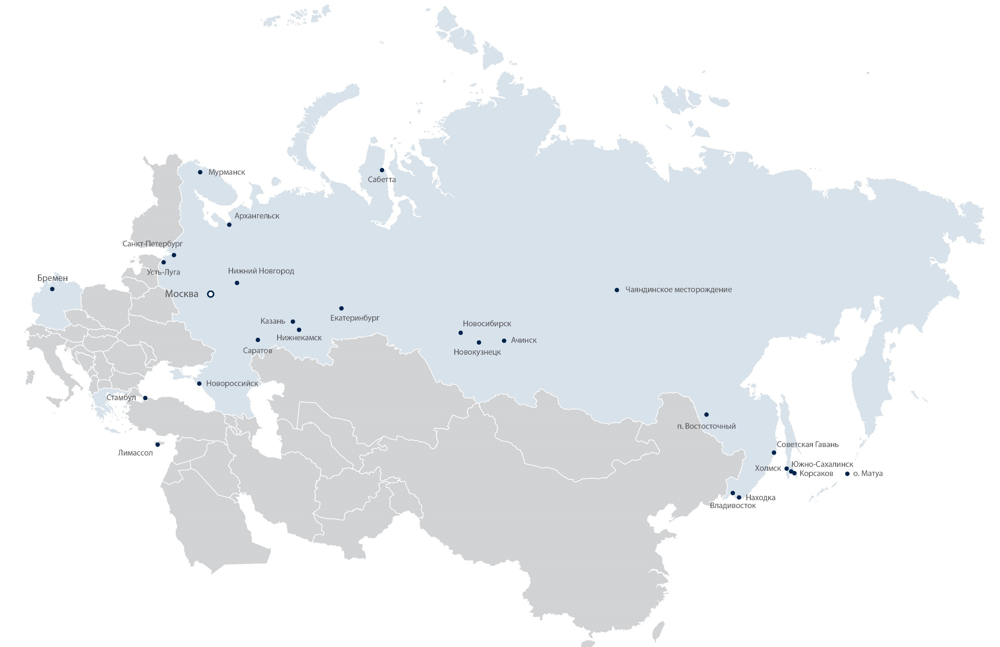 Мурманск
Сабетта
Архангельск
Санкт-Петербург
Усть-Луга
Нижний Новгород
Бремен
Москва
Чаяндинское месторождение
Екатеринбург
Казань
Новосибирск
Нижнекамск
Ачинск
Саратов
Новокузнецк
Новороссийск
Стамбул
п. Востосточный
Советская Гавань
Лимассол
Южно-Сахалинск
Холмск
Корсаков
о. Матуа
Находка
Владивосток